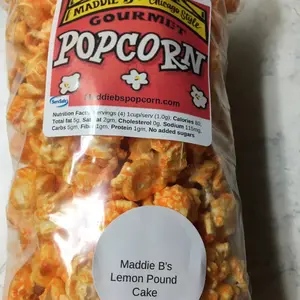 MADDIE B's Chicago Style
GOURMET
POPCORN
maddiebspopcorn.com
Nutrition Facts: Servings (4) 1cup/serv (1.0g), Calories 80,
Total fat 5g, Sat fat 2gm, Cholesterol 0g, Sodium 115mg,
Carbs 5gm, Fiber 1gm, Protein 1gm, No added sugars
Maddie B's
Lemon Pound
Cake